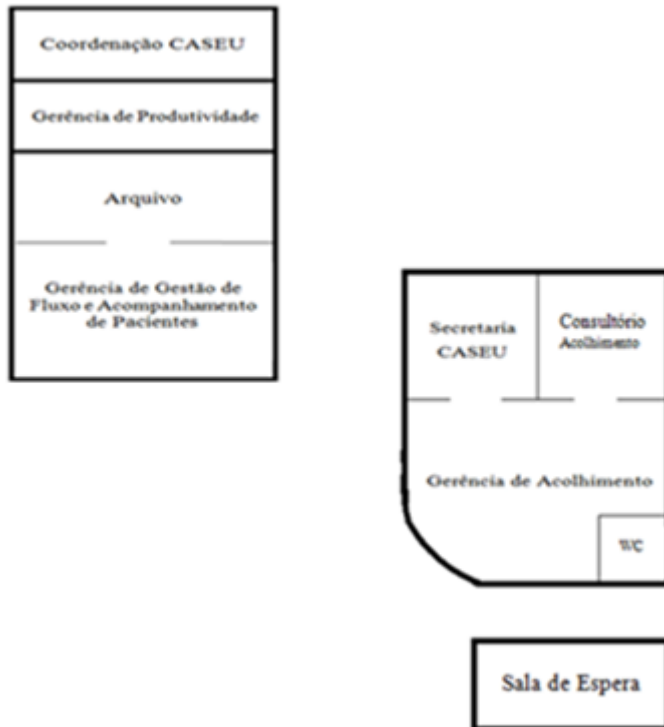 Coordenação CASEU
Gerência de Produtividade
Arquivo
Gerência de Gestão de
Fluxo e Acompanhamento
de Pacientes
Secretaria
CASEU
Consultório
Acolhimento
Gerência de Acolhimento
WC
Sala de Espera